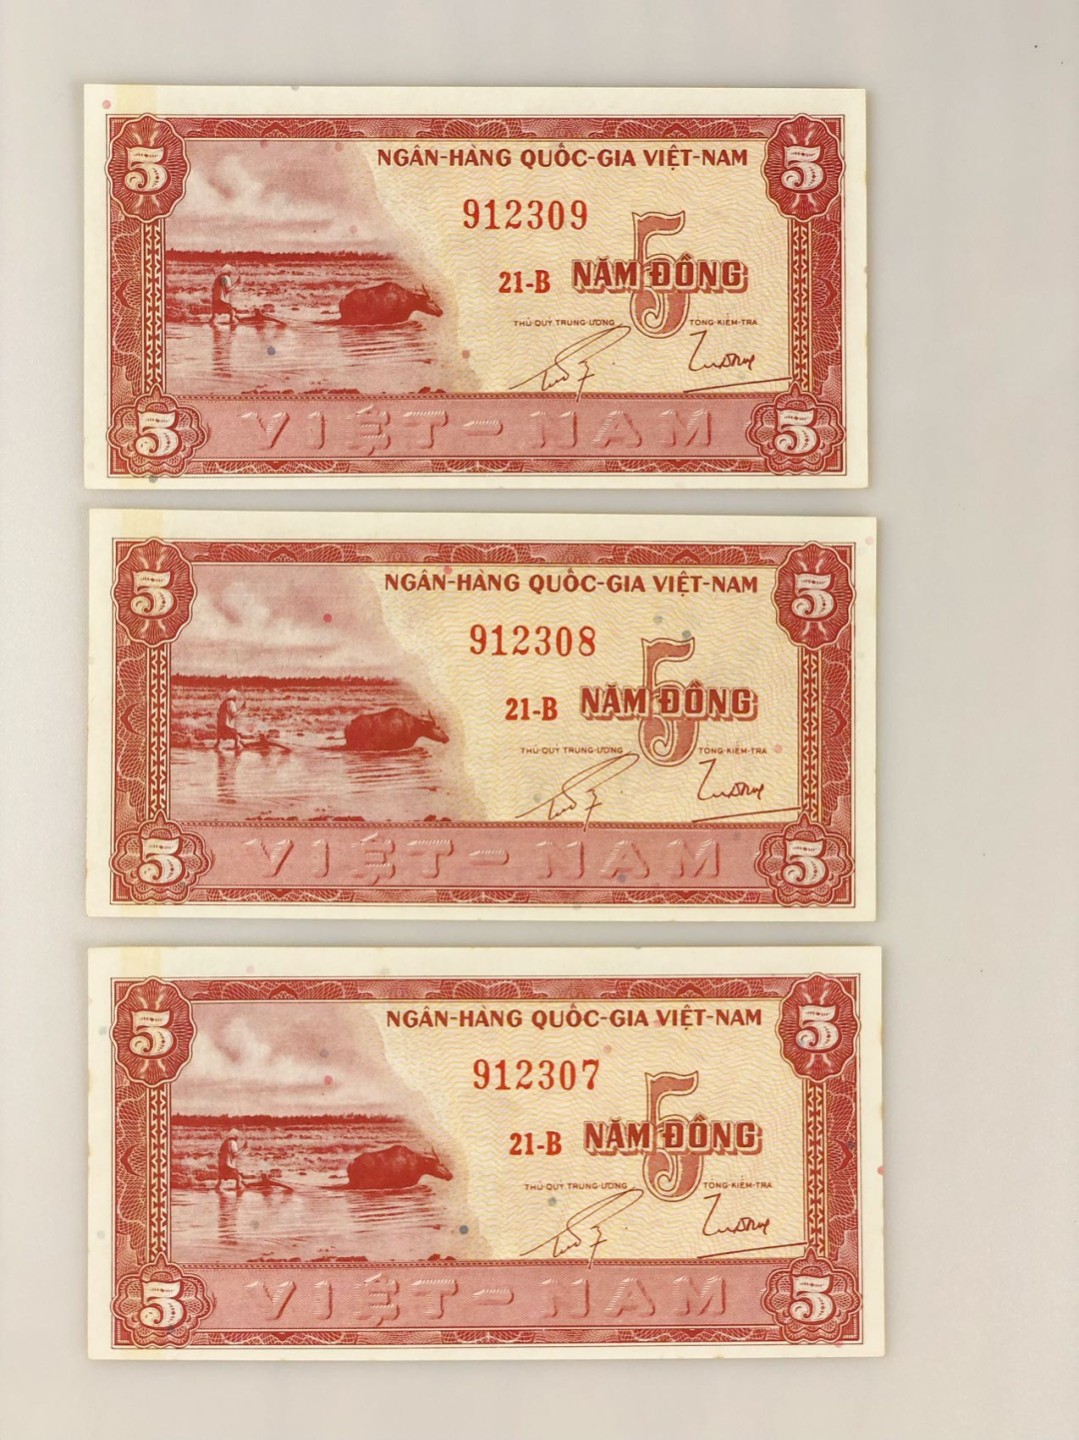 5 5
NGÂN-HÀNG QUỐC-GIA VIỆT-NAM
912309
5
21-B NĂM ĐỒNG
THỦ-QUỸ TRUNG-ƯƠNG TỔNG-KIỂM-TRA
5 VIỆT-NAM 5
5 5
NGÂN-HÀNG QUỐC-GIA VIỆT-NAM
912308
5
21-B NĂM ĐỒNG
THỦ-QUỸ TRUNG-ƯƠNG TỔNG-KIỂM-TRA
5 VIỆT-NAM 5
5 5
NGÂN-HÀNG QUỐC-GIA VIỆT-NAM
912307
5
21-B NĂM ĐỒNG
THỦ-QUỸ TRUNG-ƯƠNG TỔNG-KIỂM-TRA
5 VIỆT-NAM 5